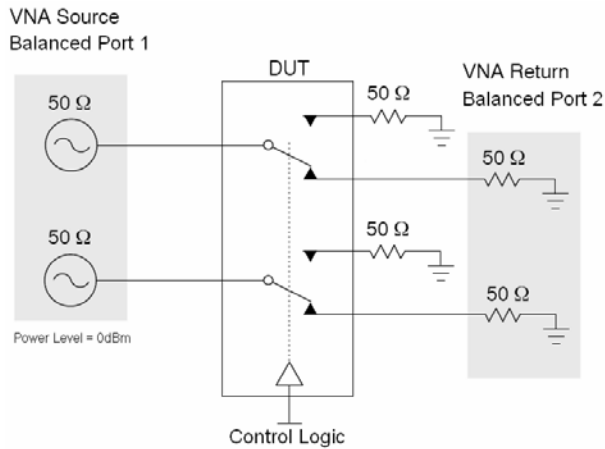 VNA Source
Balanced Port 1
DUT
VNA Return
Balanced Port 2
50 Ω
50 Ω
50 Ω
50 Ω
50 Ω
50 Ω
Power Level = 0dBm
Control Logic